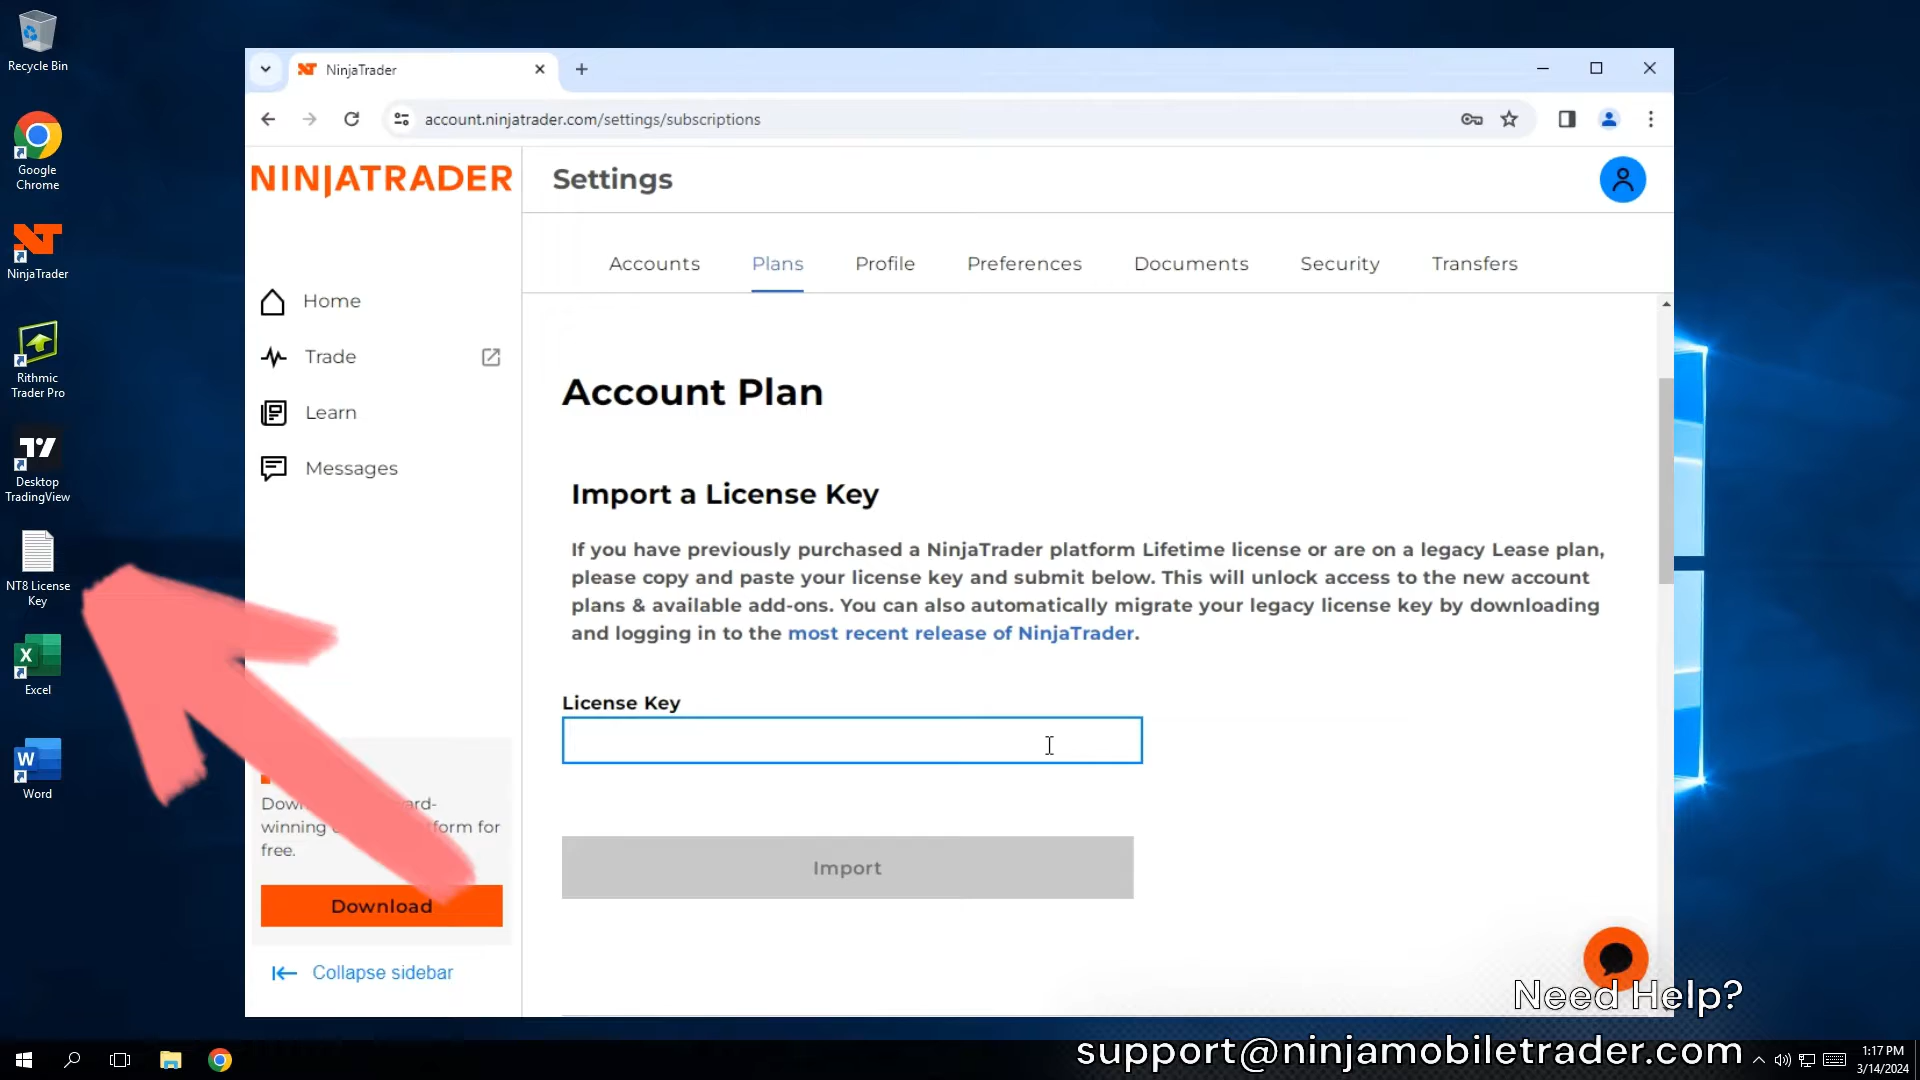 Recycle Bin
Google
Chrome
NinjaTrader
Rithmic
Trader Pro
Desktop
TradingView
NT8 License
Key
Excel
Word
NinjaTrader
account.ninjatrader.com/settings/subscriptions
NINJATRADER
Home
Trade
Learn
Messages
winning
free.
Download
Collapse sidebar
Settings
Accounts
Plans
Profile
Preferences
Documents
Security
Transfers
Account Plan
Import a License Key
If you have previously purchased a NinjaTrader platform Lifetime license or are on a legacy Lease plan,
please copy and paste your license key and submit below. This will unlock access to the new account
plans & available add-ons. You can also automatically migrate your legacy license key by downloading
and logging in to the most recent release of NinjaTrader.
License Key
Import
Need Help?
support@ninjamobiletrader.com
1:17 PM
3/14/2024